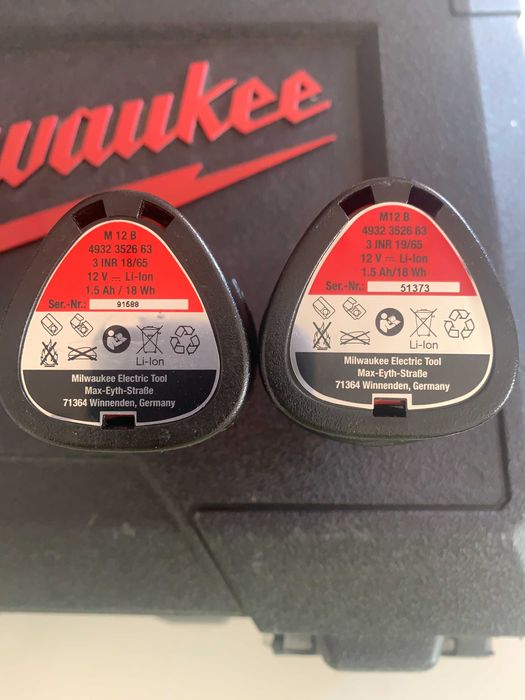 waukee
M 12 B
4932 3526 63
3 INR 18/65
12 V ⎓ Li-Ion
1.5 Ah / 18 Wh
Ser.-Nr.: 91588
Li-Ion
Milwaukee Electric Tool
Max-Eyth-Straße
71364 Winnenden, Germany
M 12 B
4932 3526 63
3 INR 19/65
12 V ⎓ Li-Ion
1.5 Ah/18 Wh
Ser.-Nr.: 51373
Li-Ion
Milwaukee Electric Tool
Max-Eyth-Straße
71364 Winnenden, Germany